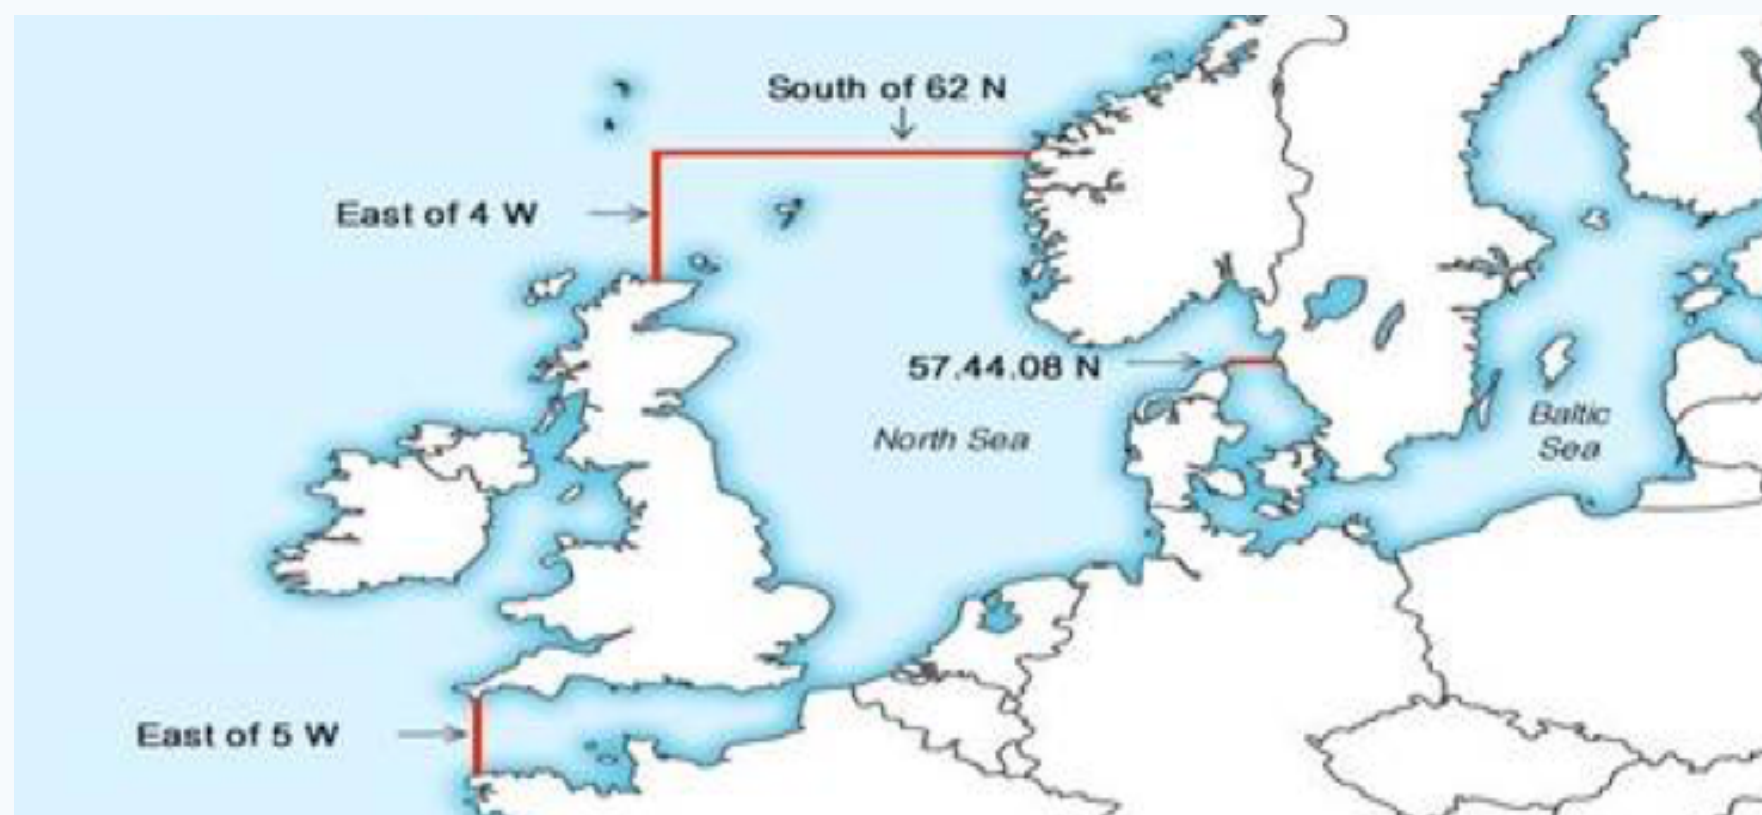 South of 62 N
East of 4 W
57.44.08 N
North Sea
Baltic
Sea
East of 5 W